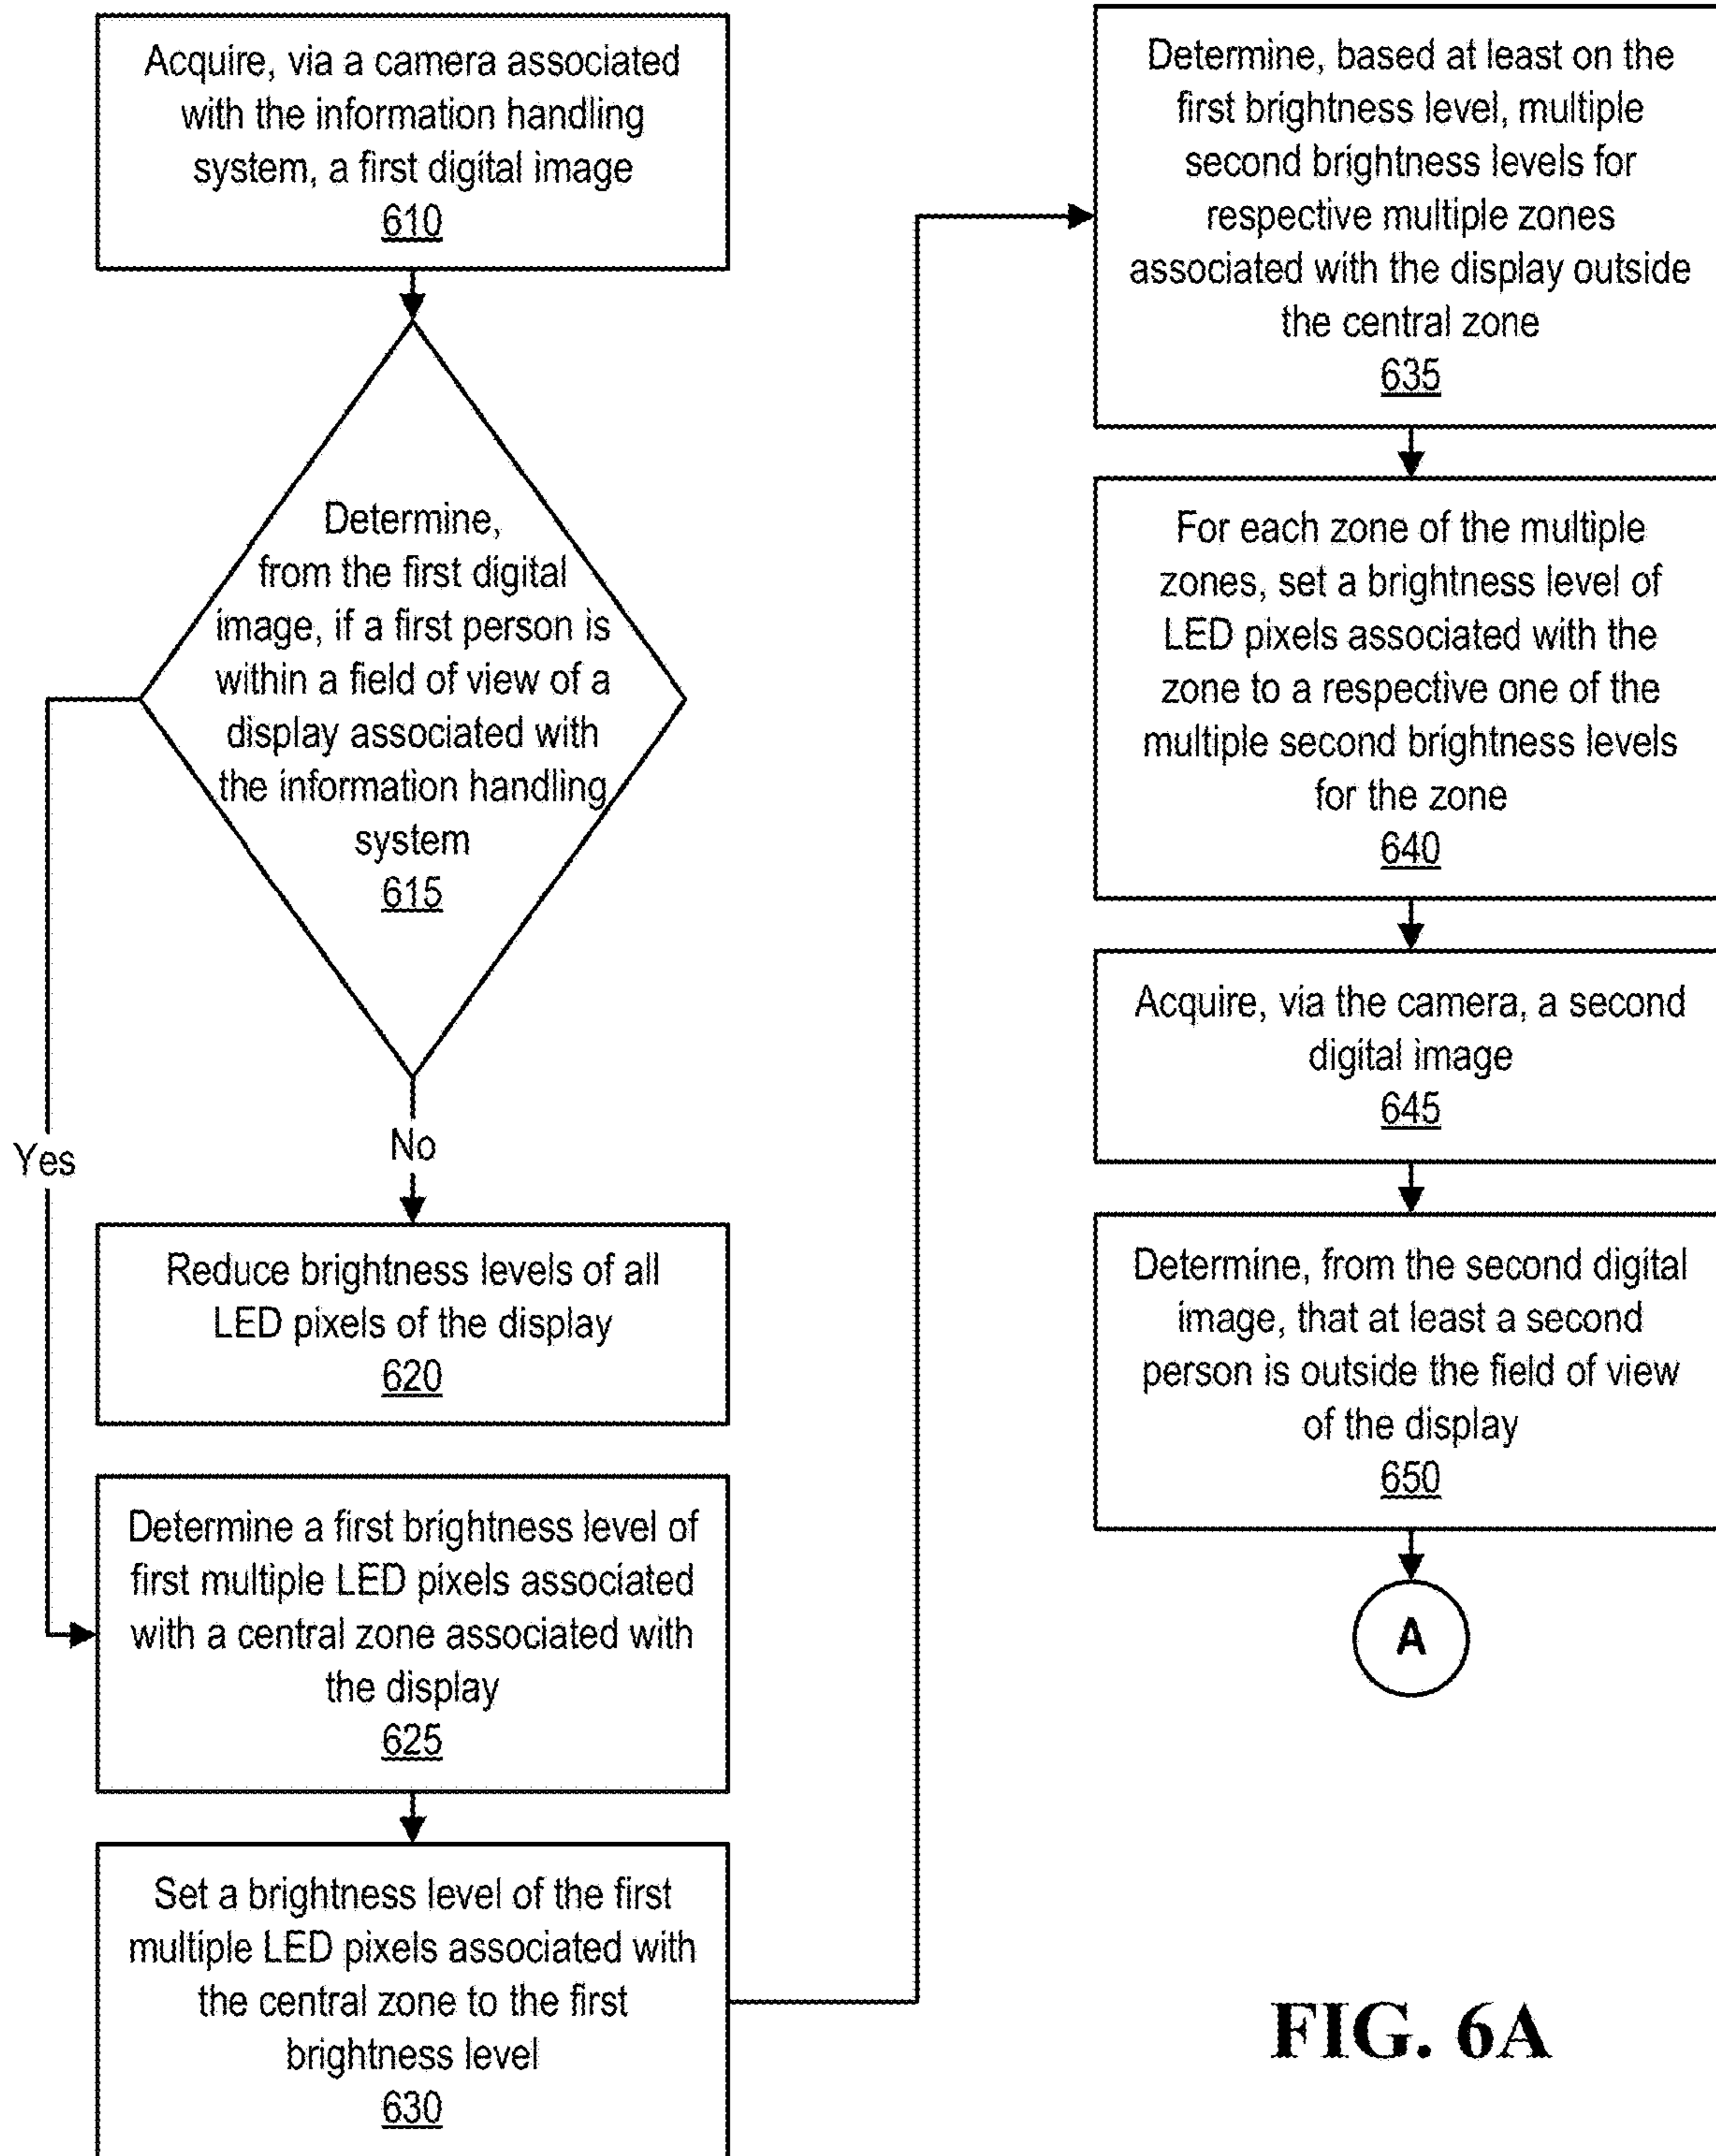 Acquire, via a camera associated
with the information handling
system, a first digital image
610
Determine,
from the first digital
image, if a first person is
within a field of view of a
display associated with
the information handling
system
615
Yes
No
Reduce brightness levels of all
LED pixels of the display
620
Determine a first brightness level of
first multiple LED pixels associated
with a central zone associated with
the display
625
Set a brightness level of the first
multiple LED pixels associated with
the central zone to the first
brightness level
630
Determine, based at least on the
first brightness level, multiple
second brightness levels for
respective multiple zones
associated with the display outside
the central zone
635
For each zone of the multiple
zones, set a brightness level of
LED pixels associated with the
zone to a respective one of the
multiple second brightness levels
for the zone
640
Acquire, via the camera, a second
digital image
645
Determine, from the second digital
image, that at least a second
person is outside the field of view
of the display
650
A
FIG. 6A